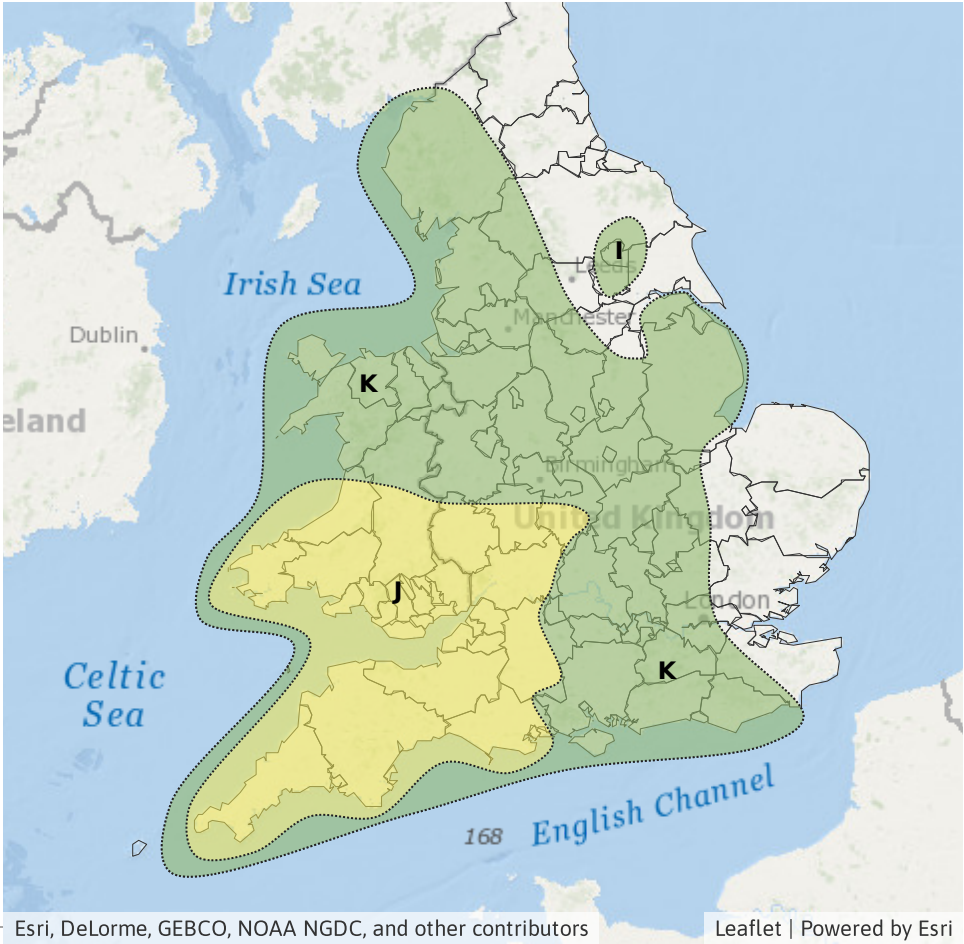 I
Leeds
Irish Sea
Manchester
Dublin
K
eland
Birmingham
United Kingdom
J
London
K
Celtic
Sea
English Channel
168
Esri, DeLorme, GEBCO, NOAA NGDC, and other contributors
Leaflet | Powered by Esri